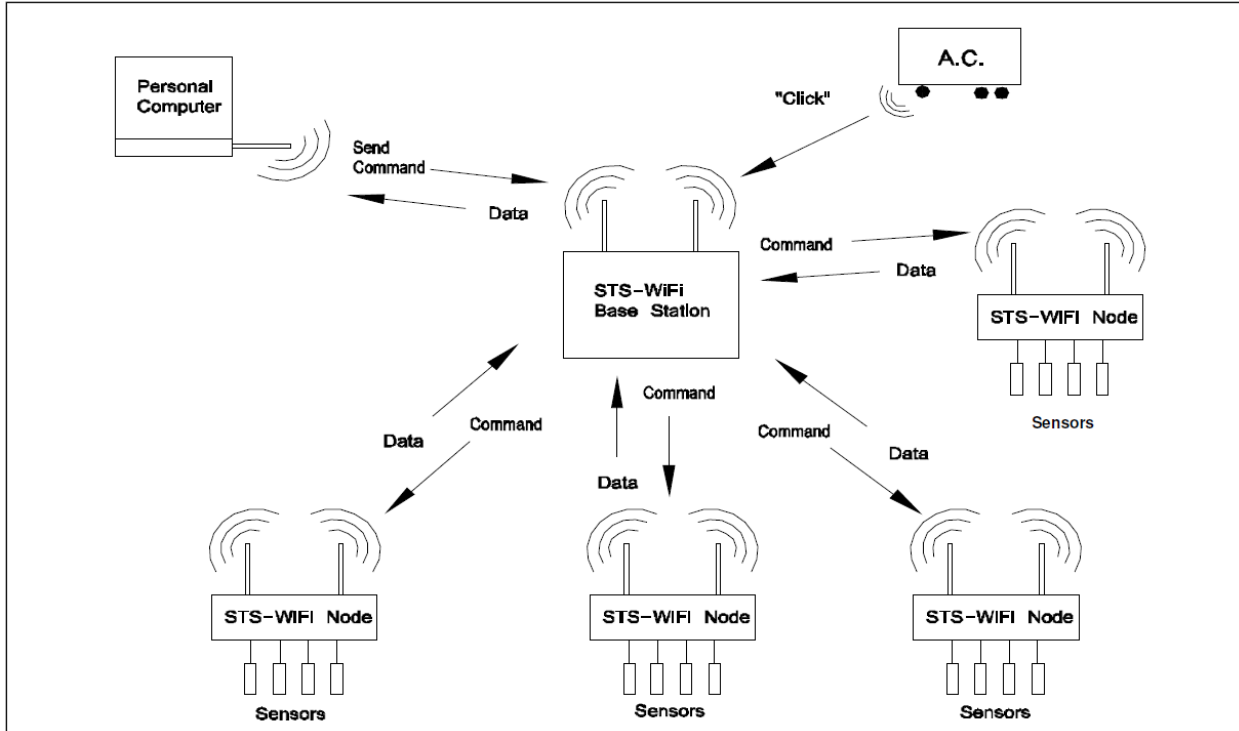 Personal
Computer
A.C.
"Click"
Send
Command
Data
STS-WiFi
Base Station
Command
Data
STS-WIFI Node
Sensors
Data
Command
Command
Data
Command
Data
STS-WIFI Node
Sensors
STS-WIFI Node
Sensors
STS-WIFI Node
Sensors